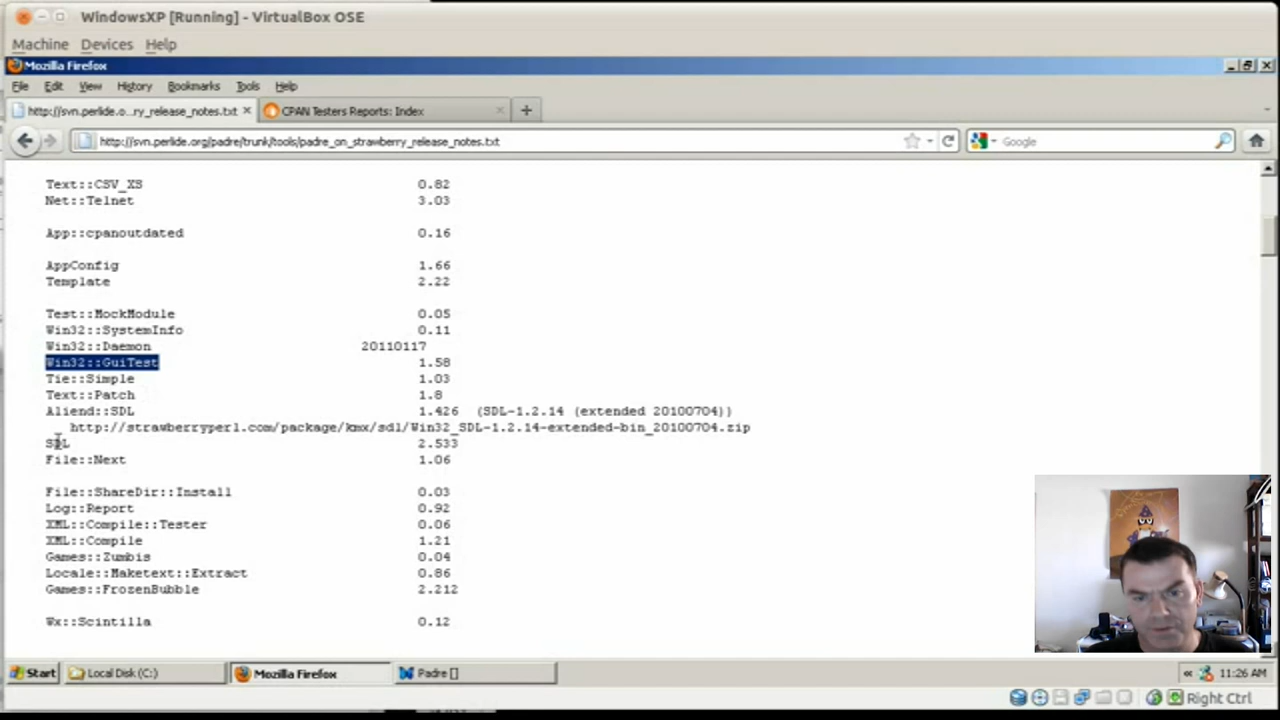 WindowsXP [Running] - VirtualBox OSE
Machine Devices Help
Mozilla Firefox
File Edit View History Bookmarks Tools Help
http://svn.perlide.o...ry_release_notes.txt CPAN Testers Reports: Index
http://svn.perlide.org/padre/trunk/tools/padre_on_strawberry_release_notes.txt Google
Text::CSV_XS 0.82
Net::Telnet 3.03
App::cpanoutdated 0.16
AppConfig 1.66
Template 2.22
Test::MockModule 0.05
Win32::SystemInfo 0.11
Win32::Daemon 20110117
Win32::GuiTest 1.58
Tie::Simple 1.03
Text::Patch 1.8
Aliend::SDL 1.426 (SDL-1.2.14 (extended 20100704))
http://strawberryperl.com/package/kmx/sdl/Win32_SDL-1.2.14-extended-bin_20100704.zip
SDL 2.533
File::Next 1.06
File::ShareDir::Install 0.03
Log::Report 0.92
XML::Compile::Tester 0.06
XML::Compile 1.21
Games::Zumbis 0.04
Locale::Maketext::Extract 0.86
Games::FrozenBubble 2.212
Wx::Scintilla 0.12
Start Local Disk (C:) Mozilla Firefox Padre [] « 11:26 AM
Right Ctrl